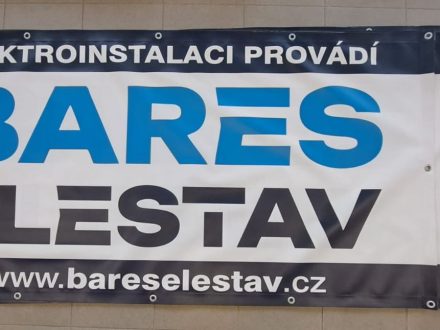 KTROINSTALACI PROVÁDÍ
BARES
LESTAV
www.bareselestav.cz